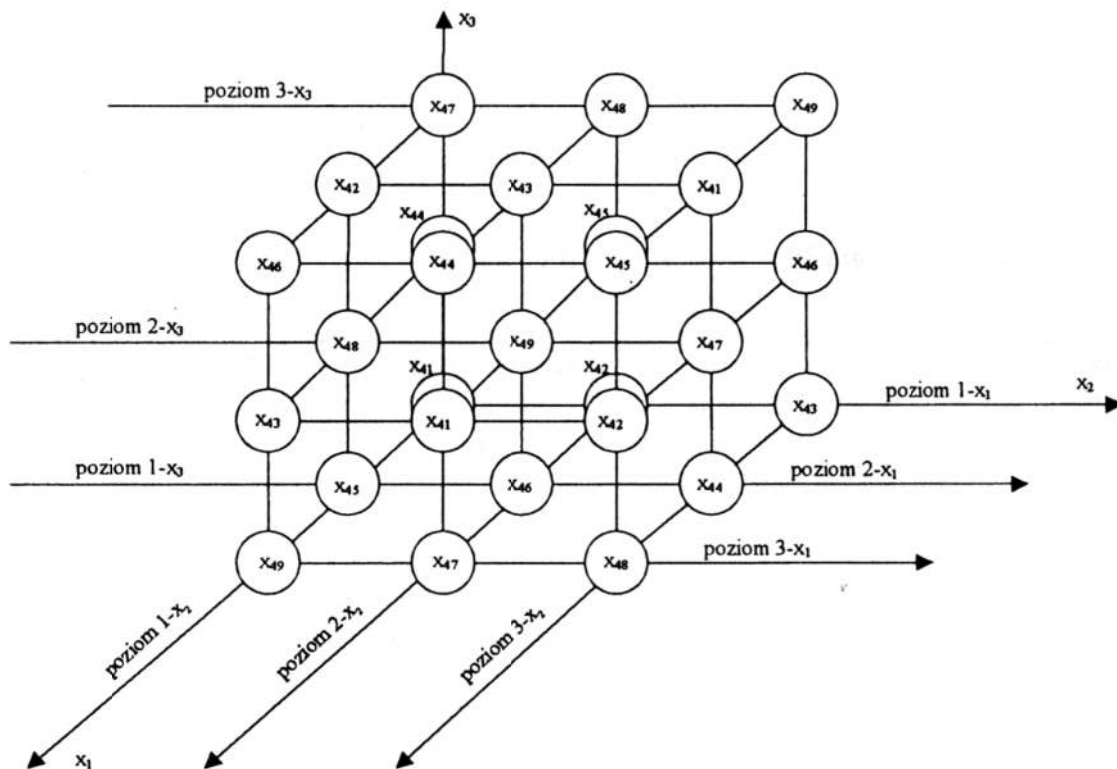 x₃
poziom 3-x₃
x₄₇
x₄₈
x₄₉
x₄₂
x₄₃
x₄₁
x₄₄
x₄₅
x₄₆
x₄₄
x₄₅
x₄₆
poziom 2-x₃
x₄₈
x₄₉
x₄₇
x₄₁
x₄₂
x₄₃
x₄₁
x₄₂
x₄₃
poziom 1-x₁
x₂
poziom 1-x₃
x₄₅
x₄₆
x₄₄
poziom 2-x₁
x₄₉
x₄₇
x₄₈
poziom 3-x₁
poziom 1-x₂
poziom 2-x₂
poziom 3-x₂
x₁